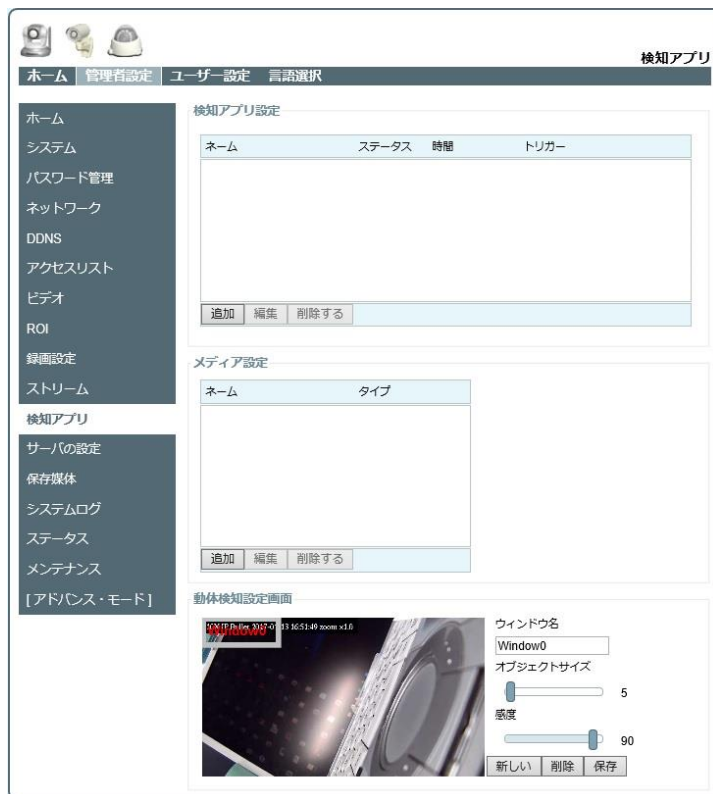 検知アプリ
ホーム 管理者設定 ユーザー設定 言語選択
ホーム
システム
パスワード管理
ネットワーク
DDNS
アクセスリスト
ビデオ
ROI
録画設定
ストリーム
検知アプリ
サーバの設定
保存媒体
システムログ
ステータス
メンテナンス
[アドバンス・モード]
検知アプリ設定
ネーム ステータス 時間 トリガー
追加 編集 削除する
メディア設定
ネーム タイプ
追加 編集 削除する
動体検知設定画面
13 16:51:49 zoom x1.0
Window0
ウィンドウ名
Window0
オブジェクトサイズ
5
感度
90
新しい 削除 保存